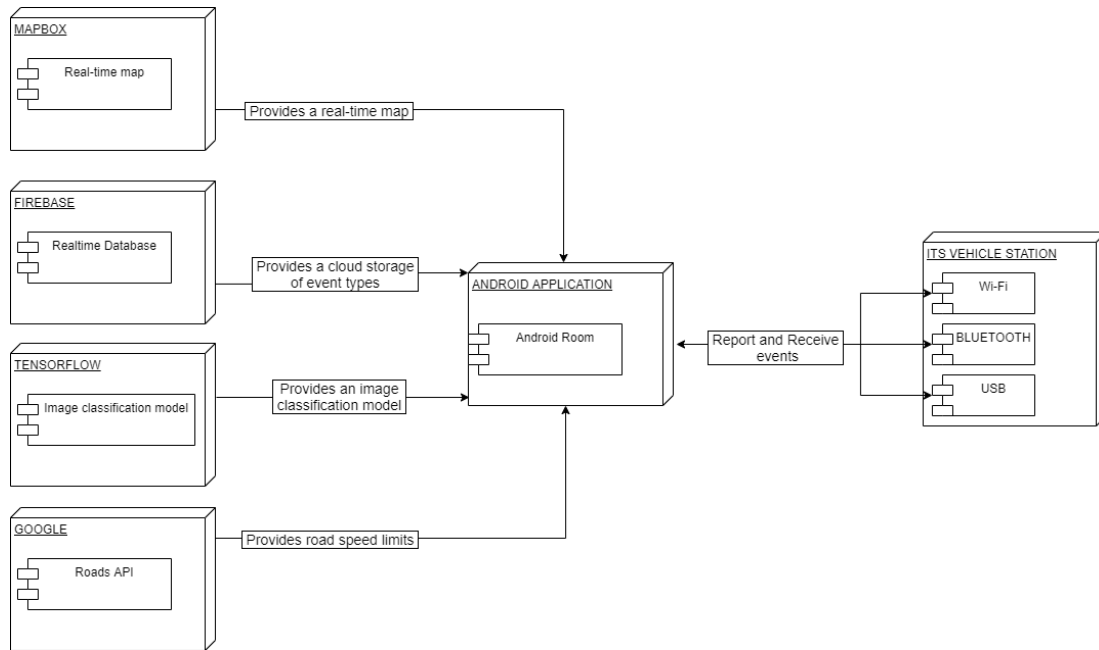 MAPBOX
Real-time map
Provides a real-time map
FIREBASE
Realtime Database
Provides a cloud storage
of event types
ANDROID APPLICATION
Android Room
Report and Receive
events
ITS VEHICLE STATION
Wi-Fi
BLUETOOTH
USB
TENSORFLOW
Image classification model
Provides an image
classification model
GOOGLE
Roads API
Provides road speed limits